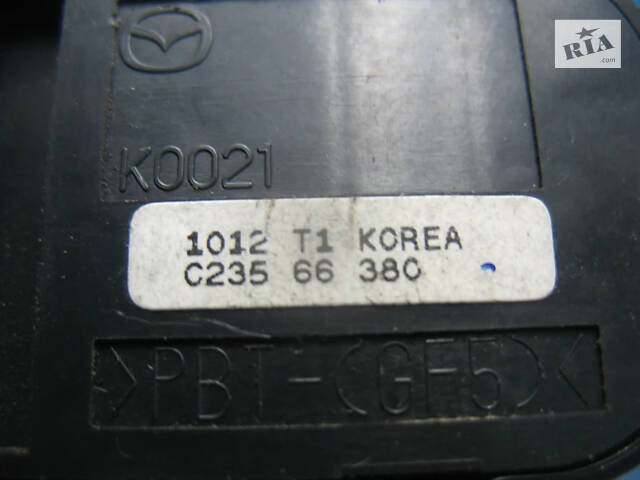 RIA
.com
K0021
1012 T1 KOREA
C235 66 380
>PBT-(GF5)<